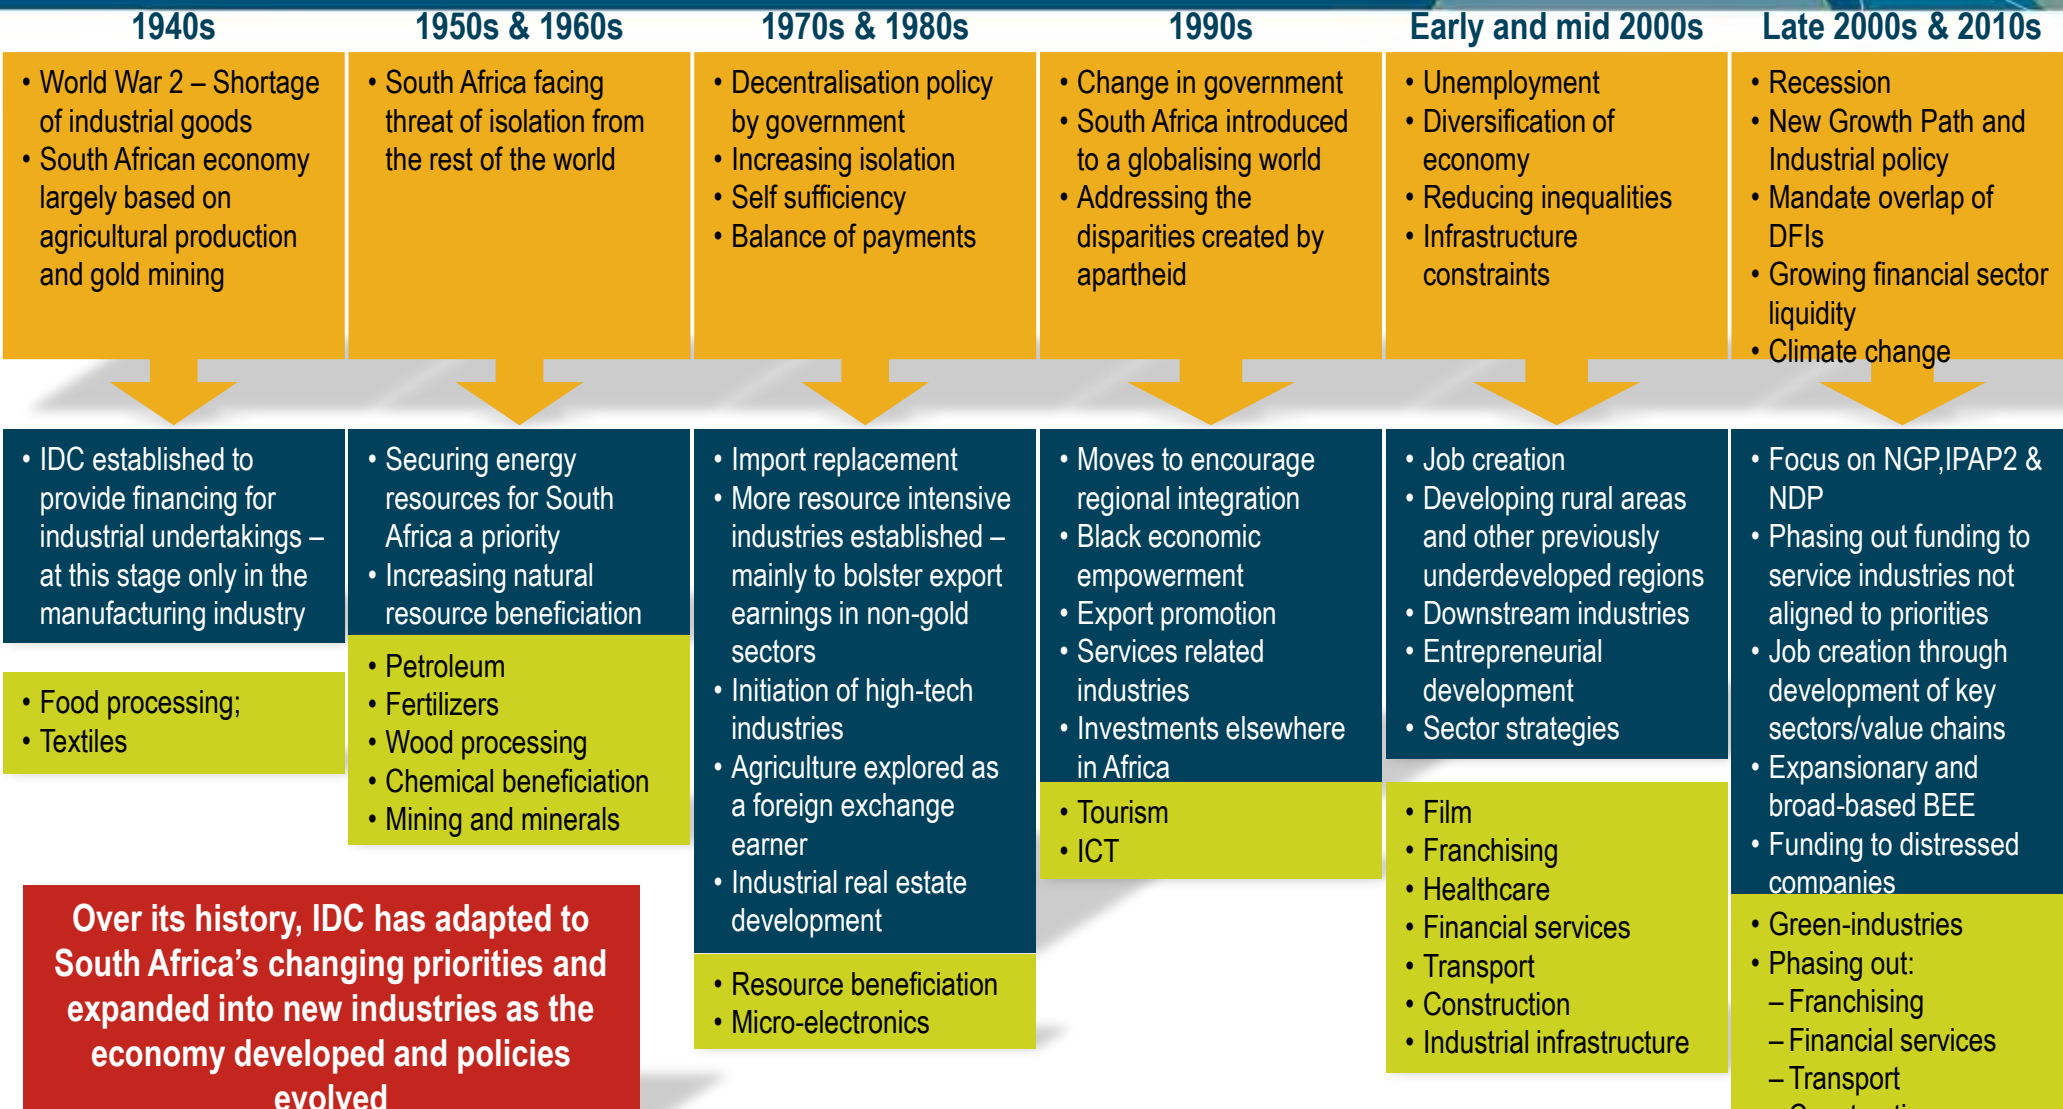 1940s
• World War 2 – Shortage
of industrial goods
• South African economy
largely based on
agricultural production
and gold mining
• IDC established to
provide financing for
industrial undertakings –
at this stage only in the
manufacturing industry
• Food processing;
• Textiles
1950s & 1960s
• South Africa facing
threat of isolation from
the rest of the world
• Securing energy
resources for South
Africa a priority
• Increasing natural
resource beneficiation
• Petroleum
• Fertilizers
• Wood processing
• Chemical beneficiation
• Mining and minerals
1970s & 1980s
• Decentralisation policy
by government
• Increasing isolation
• Self sufficiency
• Balance of payments
• Import replacement
• More resource intensive
industries established –
mainly to bolster export
earnings in non-gold
sectors
• Initiation of high-tech
industries
• Agriculture explored as
a foreign exchange
earner
• Industrial real estate
development
• Resource beneficiation
• Micro-electronics
1990s
• Change in government
• South Africa introduced
to a globalising world
• Addressing the
disparities created by
apartheid
• Moves to encourage
regional integration
• Black economic
empowerment
• Export promotion
• Services related
industries
• Investments elsewhere
in Africa
• Tourism
• ICT
Early and mid 2000s
• Unemployment
• Diversification of
economy
• Reducing inequalities
• Infrastructure
constraints
• Job creation
• Developing rural areas
and other previously
underdeveloped regions
• Downstream industries
• Entrepreneurial
development
• Sector strategies
• Film
• Franchising
• Healthcare
• Financial services
• Transport
• Construction
• Industrial infrastructure
Late 2000s & 2010s
• Recession
• New Growth Path and
Industrial policy
• Mandate overlap of
DFIs
• Growing financial sector
liquidity
• Climate change
• Focus on NGP,IPAP2 &
NDP
• Phasing out funding to
service industries not
aligned to priorities
• Job creation through
development of key
sectors/value chains
• Expansionary and
broad-based BEE
• Funding to distressed
companies
• Green-industries
• Phasing out:
– Franchising
– Financial services
– Transport
Over its history, IDC has adapted to
South Africa's changing priorities and
expanded into new industries as the
economy developed and policies
evolved